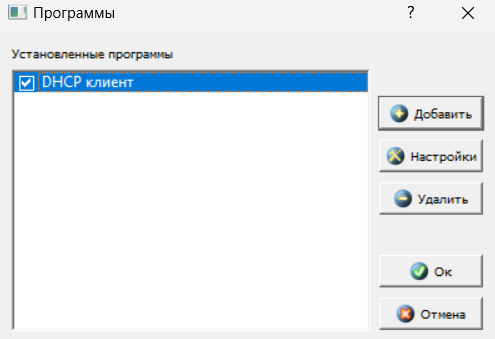 Программы
Установленные программы
DHCP клиент
Добавить
Настройки
Удалить
Ок
Отмена